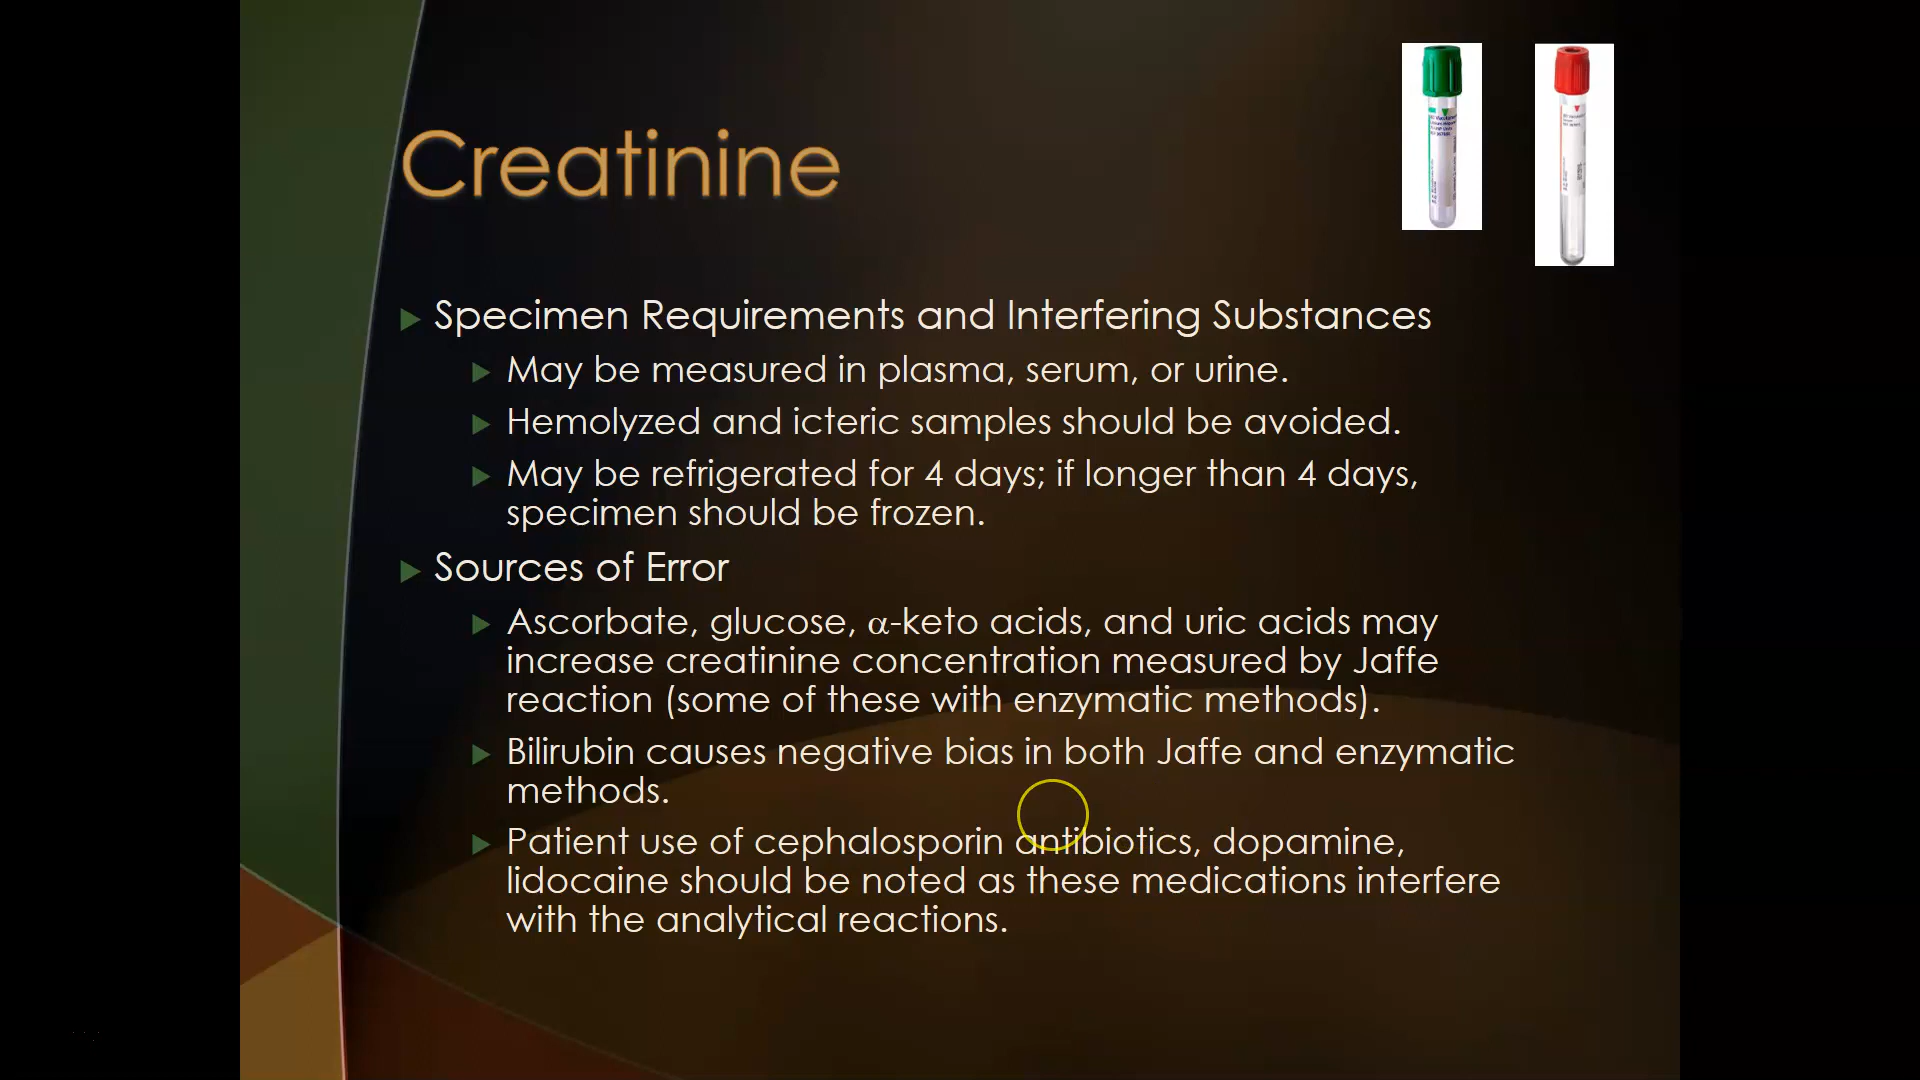 Creatinine
Specimen Requirements and Interfering Substances
May be measured in plasma, serum, or urine.
Hemolyzed and icteric samples should be avoided.
May be refrigerated for 4 days; if longer than 4 days,
specimen should be frozen.
Sources of Error
Ascorbate, glucose, α-keto acids, and uric acids may
increase creatinine concentration measured by Jaffe
reaction (some of these with enzymatic methods).
Bilirubin causes negative bias in both Jaffe and enzymatic
methods.
Patient use of cephalosporin antibiotics, dopamine,
lidocaine should be noted as these medications interfere
with the analytical reactions.